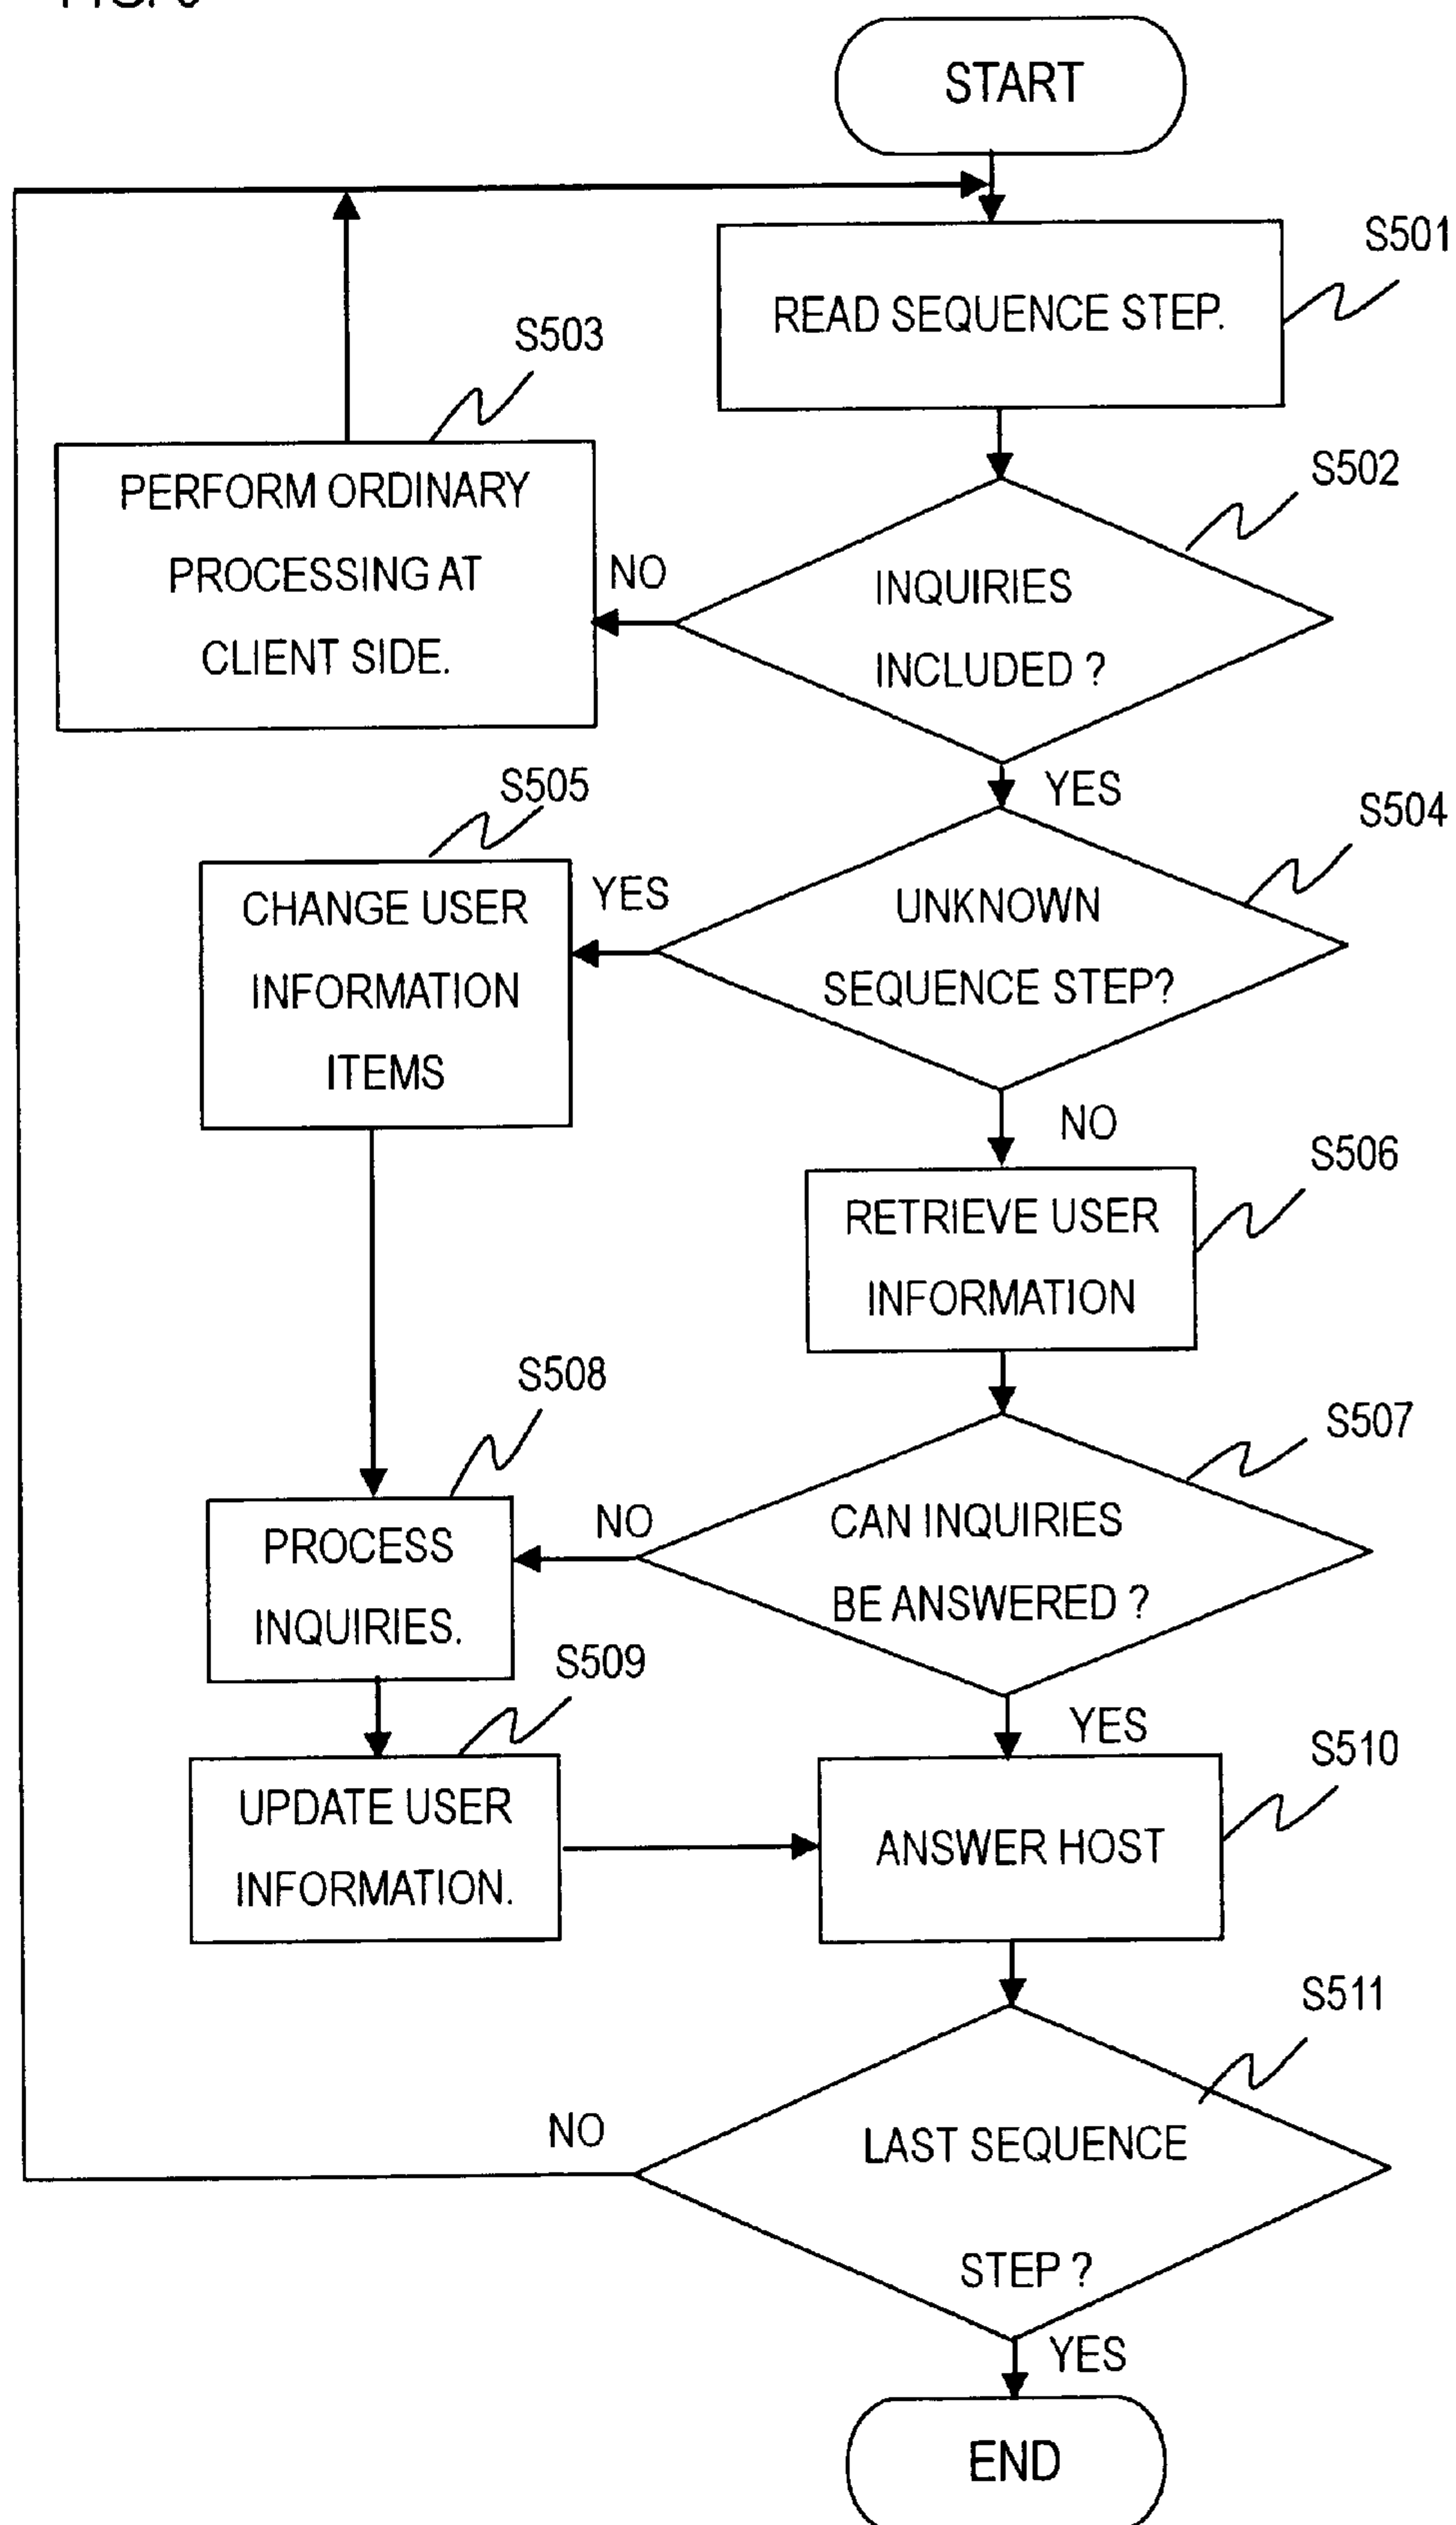 START
S501
READ SEQUENCE STEP.
S503
PERFORM ORDINARY
PROCESSING AT
CLIENT SIDE.
S502
NO
INQUIRIES
INCLUDED ?
YES
S505
S504
CHANGE USER
INFORMATION
ITEMS
YES
UNKNOWN
SEQUENCE STEP?
NO
S506
RETRIEVE USER
INFORMATION
S508
S507
PROCESS
INQUIRIES.
NO
CAN INQUIRIES
BE ANSWERED ?
S509
YES
S510
UPDATE USER
INFORMATION.
ANSWER HOST
S511
NO
LAST SEQUENCE
STEP ?
YES
END